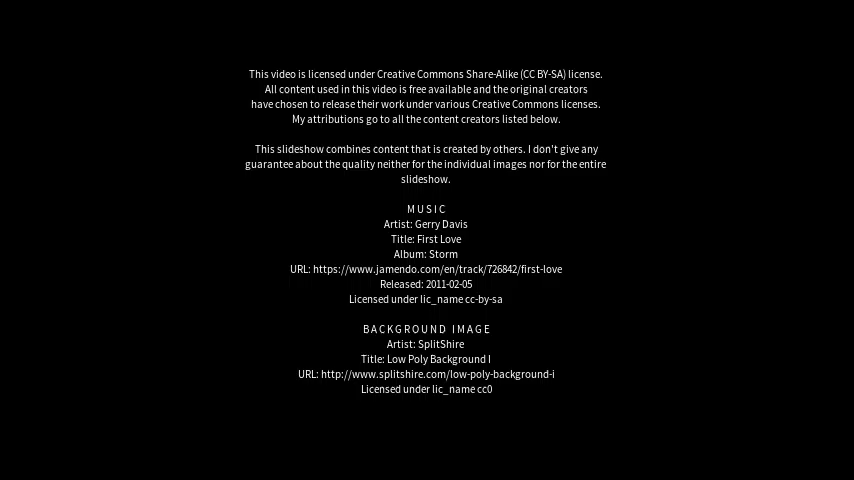 This video is licensed under Creative Commons Share-Alike (CC BY-SA) license.
All content used in this video is free available and the original creators
have chosen to release their work under various Creative Commons licenses.
My attributions go to all the content creators listed below.
This slideshow combines content that is created by others. I don't give any
guarantee about the quality neither for the individual images nor for the entire
slideshow.
MUSIC
Artist: Gerry Davis
Title: First Love
Album: Storm
URL: https://www.jamendo.com/en/track/726842/first-love
Released: 2011-02-05
Licensed under lic_name cc-by-sa
BACKGROUND IMAGE
Artist: SplitShire
Title: Low Poly Background I
URL: http://www.splitshire.com/low-poly-background-i
Licensed under lic_name cc0